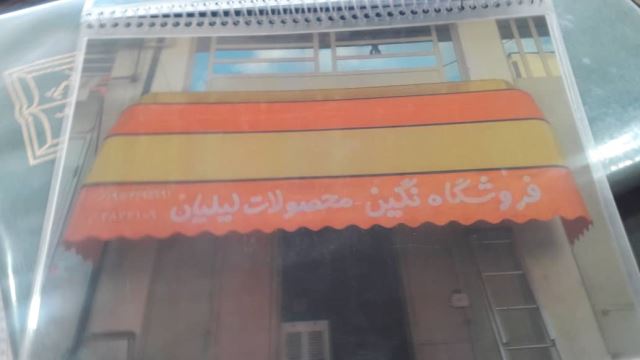 فروشگاه نگین - محصولات لیلیان